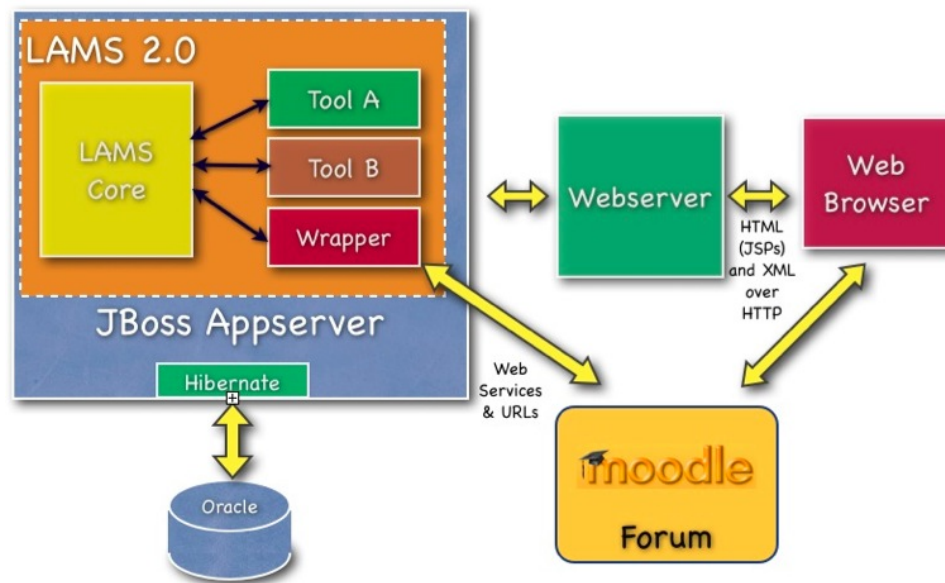 LAMS 2.0
LAMS
Core
Tool A
Tool B
Wrapper
JBoss Appserver
Hibernate
Oracle
Webserver
Web
Browser
HTML
(JSPs)
and XML
over
HTTP
Web
Services
& URLs
moodle
Forum